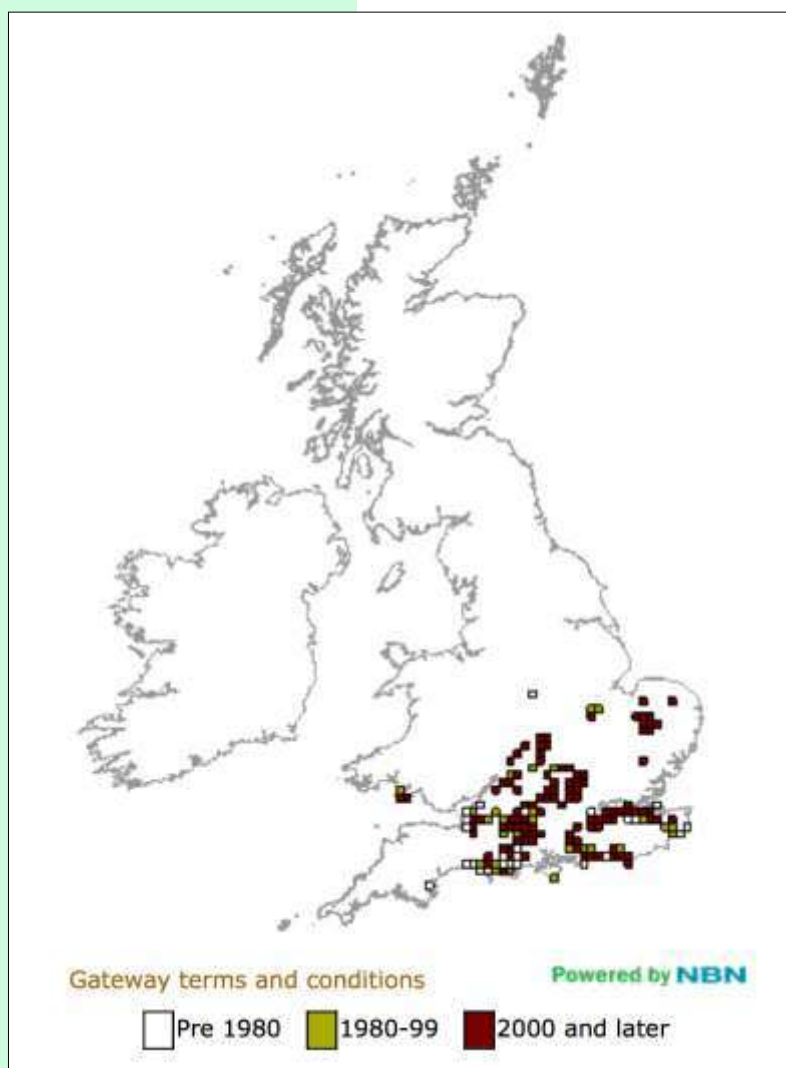 Gateway terms and conditions
Powered by NBN
Pre 1980
1980-99
2000 and later